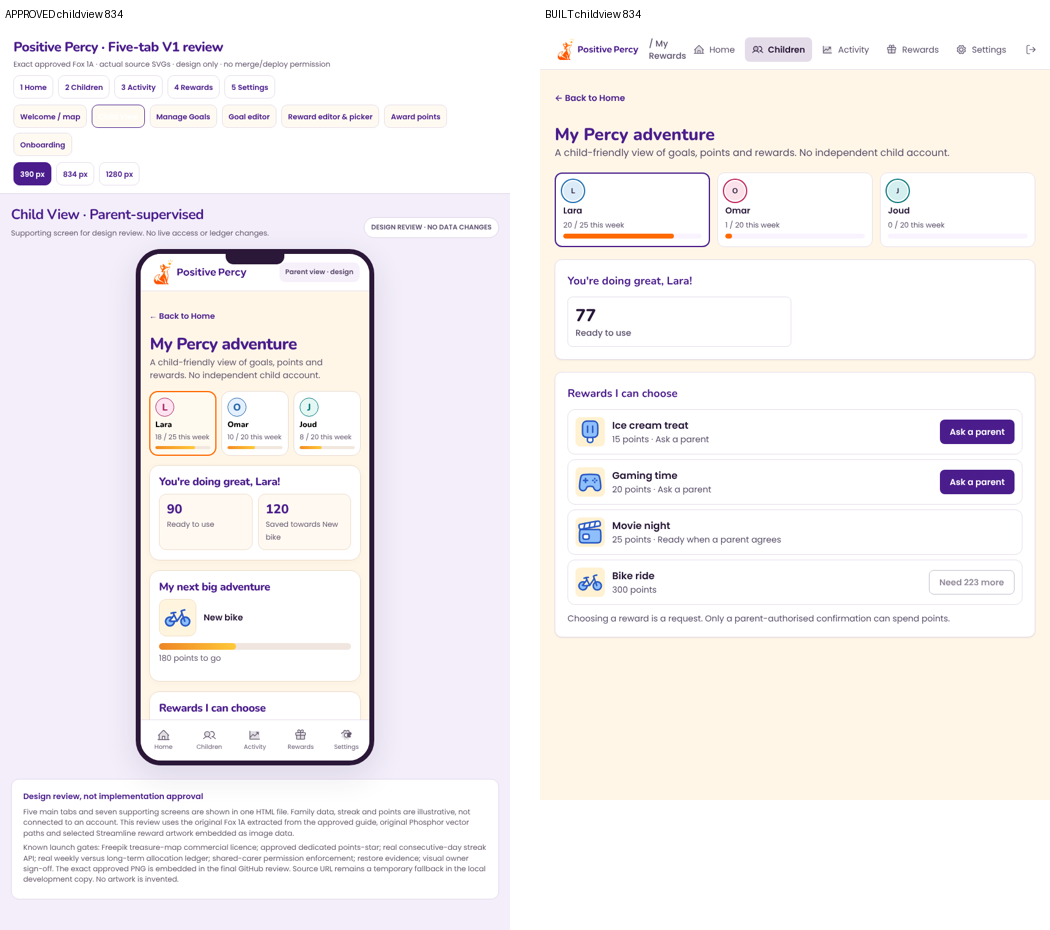 APPROVED childview 834
Positive Percy · Five-tab V1 review
Exact approved Fox 1A · actual source SVGs · design only · no merge/deploy permission
1 Home
2 Children
3 Activity
4 Rewards
5 Settings
Welcome / map
Manage Goals
Goal editor
Reward editor & picker
Award points
Onboarding
390 px
834 px
1280 px
Child View · Parent-supervised
Supporting screen for design review. No live access or ledger changes.
DESIGN REVIEW · NO DATA CHANGES
Positive Percy
Parent view · design
← Back to Home
My Percy adventure
A child-friendly view of goals, points and
rewards. No independent child account.
L
Lara
18 / 25 this week
O
Omar
10 / 20 this week
J
Joud
8 / 20 this week
You're doing great, Lara!
90
Ready to use
120
Saved towards New
bike
My next big adventure
New bike
180 points to go
Rewards I can choose
Home
Children
Activity
Rewards
Settings
Design review, not implementation approval
Five main tabs and seven supporting screens are shown in one HTML file. Family data, streak and points are illustrative, not
connected to an account. This review uses the original Fox 1A extracted from the approved guide, original Phosphor vector
paths and selected Streamline reward artwork embedded as image data.
Known launch gates: Freepik treasure-map commercial licence; approved dedicated points-star; real consecutive-day streak
API; real weekly versus long-term allocation ledger; shared-carer permission enforcement; restore evidence; visual owner
sign-off. The exact approved PNG is embedded in the final GitHub review. Source URL remains a temporary fallback in the local
development copy. No artwork is invented.
BUILT childview 834
Positive Percy
/ My
Rewards
Home
Children
Activity
Rewards
Settings
← Back to Home
My Percy adventure
A child-friendly view of goals, points and rewards. No independent child account.
L
Lara
20 / 25 this week
O
Omar
1 / 20 this week
J
Joud
0 / 20 this week
You're doing great, Lara!
77
Ready to use
Rewards I can choose
Ice cream treat
15 points · Ask a parent
Ask a parent
Gaming time
20 points · Ask a parent
Ask a parent
Movie night
25 points · Ready when a parent agrees
Bike ride
300 points
Need 223 more
Choosing a reward is a request. Only a parent-authorised confirmation can spend points.